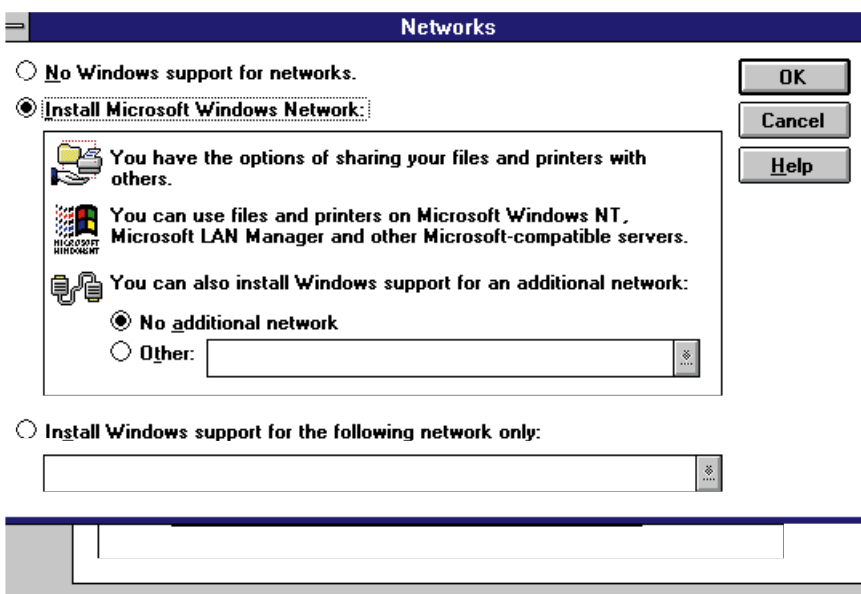 Networks
No Windows support for networks.
OK
Install Microsoft Windows Network:
Cancel
You have the options of sharing your files and printers with
others.
Help
You can use files and printers on Microsoft Windows NT,
Microsoft LAN Manager and other Microsoft-compatible servers.
MICROSOFT
WINDOWS NT
You can also install Windows support for an additional network:
No additional network
Other:
Install Windows support for the following network only: